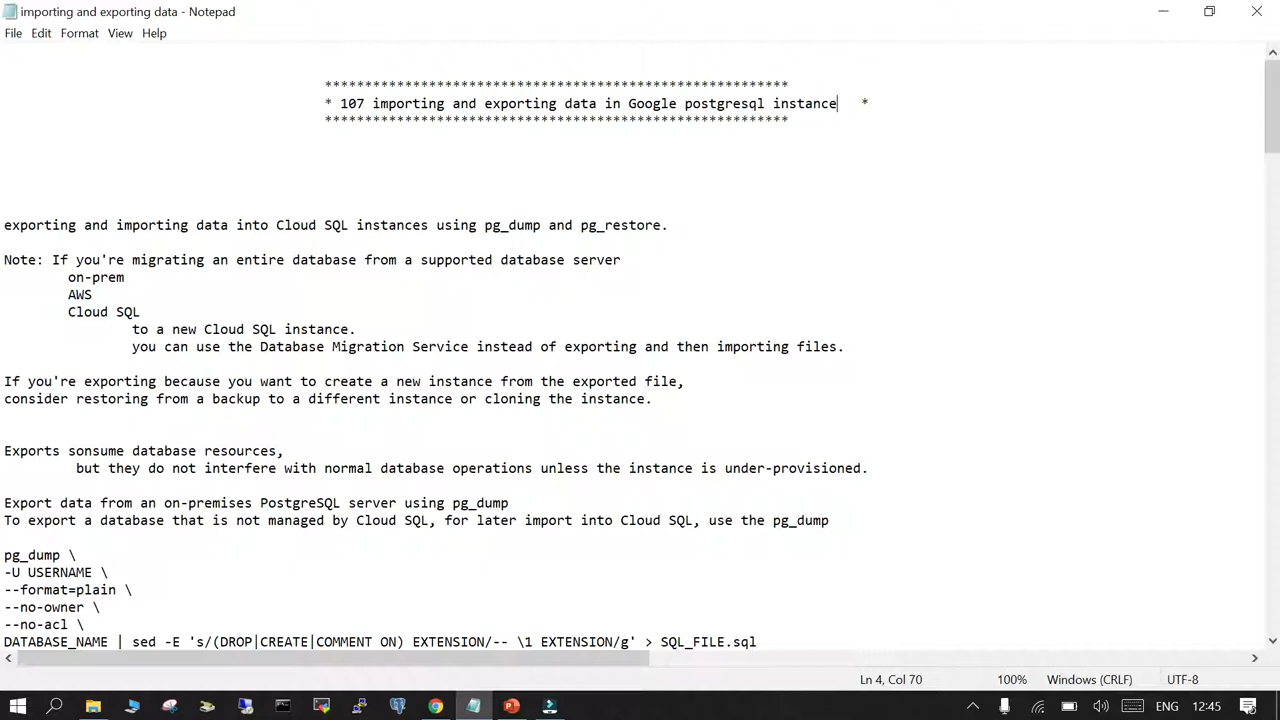 importing and exporting data - Notepad
File Edit Format View Help
**********************************************************
* 107 importing and exporting data in Google postgresql instance   *
**********************************************************
exporting and importing data into Cloud SQL instances using pg_dump and pg_restore.
Note: If you're migrating an entire database from a supported database server
on-prem
AWS
Cloud SQL
to a new Cloud SQL instance.
you can use the Database Migration Service instead of exporting and then importing files.
If you're exporting because you want to create a new instance from the exported file,
consider restoring from a backup to a different instance or cloning the instance.
Exports sonsume database resources,
but they do not interfere with normal database operations unless the instance is under-provisioned.
Export data from an on-premises PostgreSQL server using pg_dump
To export a database that is not managed by Cloud SQL, for later import into Cloud SQL, use the pg_dump
pg_dump \
-U USERNAME \
--format=plain \
--no-owner \
--no-acl \
DATABASE_NAME | sed -E 's/(DROP|CREATE|COMMENT ON) EXTENSION/-- \1 EXTENSION/g' > SQL_FILE.sql
Ln 4, Col 70 100% Windows (CRLF) UTF-8
ENG 12:45